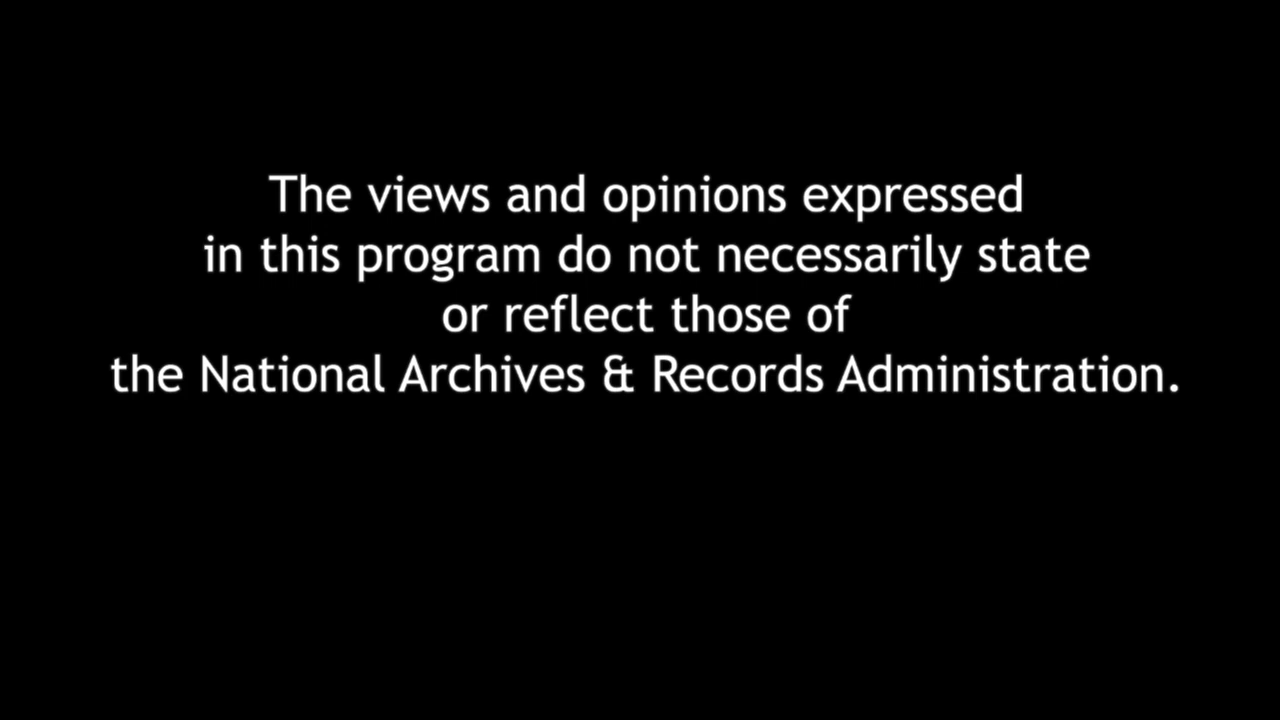 The views and opinions expressed
in this program do not necessarily state
or reflect those of
the National Archives & Records Administration.